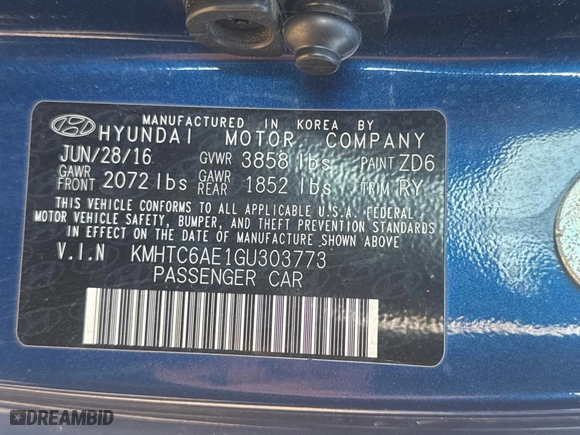 MANUFACTURED IN KOREA BY
HYUNDAI MOTOR COMPANY
JUN/28/16 GVWR 3858 lbs PAINT ZD6
GAWR FRONT 2072 lbs GAWR REAR 1852 lbs TRIM RY
THIS VEHICLE CONFORMS TO ALL APPLICABLE U.S.A. FEDERAL
MOTOR VEHICLE SAFETY, BUMPER, AND THEFT PREVENTION STANDARDS
IN EFFECT ON THE DATE OF MANUFACTURE SHOWN ABOVE
V.I.N KMHTC6AE1GU303773
PASSENGER CAR
DREAMBID